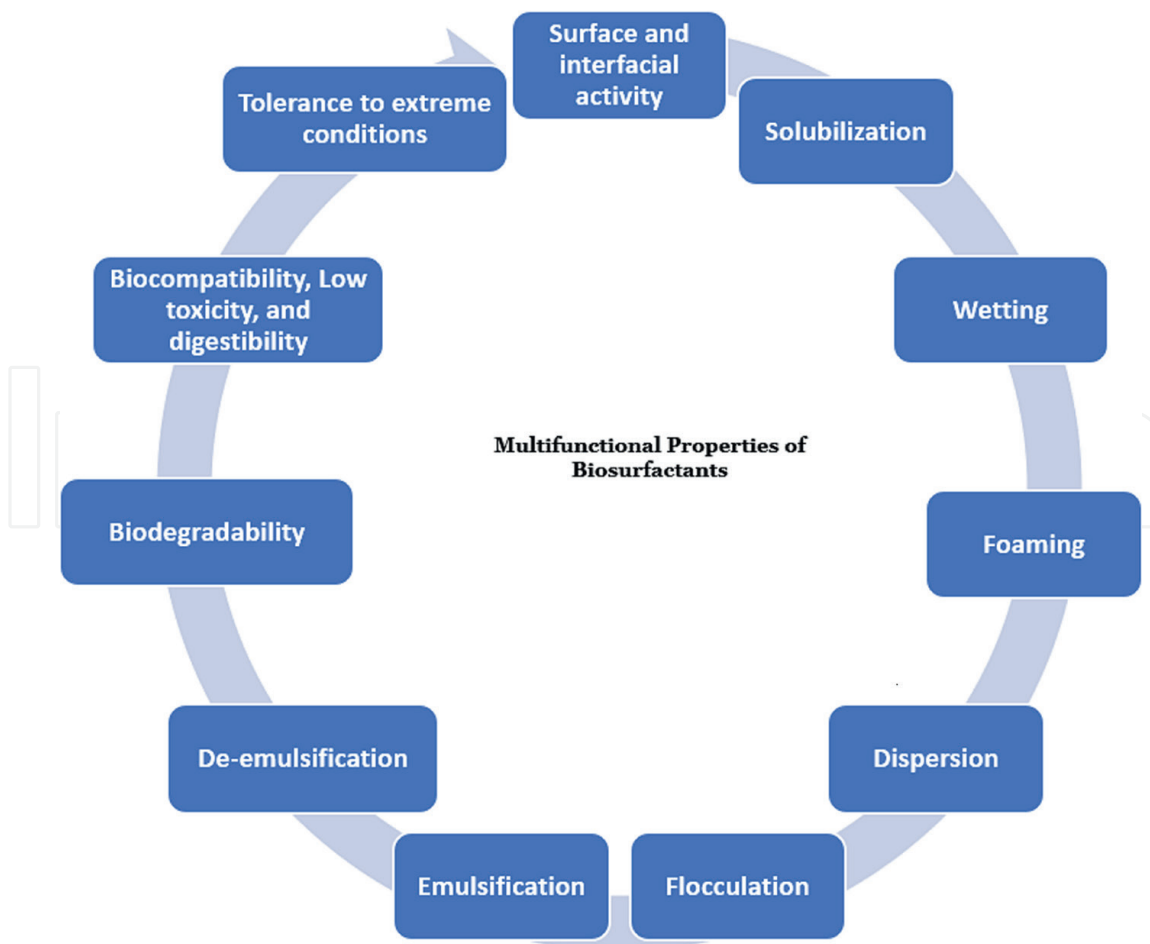 Surface and
interfacial
activity
Solubilization
Wetting
Foaming
Dispersion
Flocculation
Emulsification
De-emulsification
Biodegradability
Biocompatibility, Low
toxicity, and
digestibility
Tolerance to extreme
conditions
Multifunctional Properties of
Biosurfactants